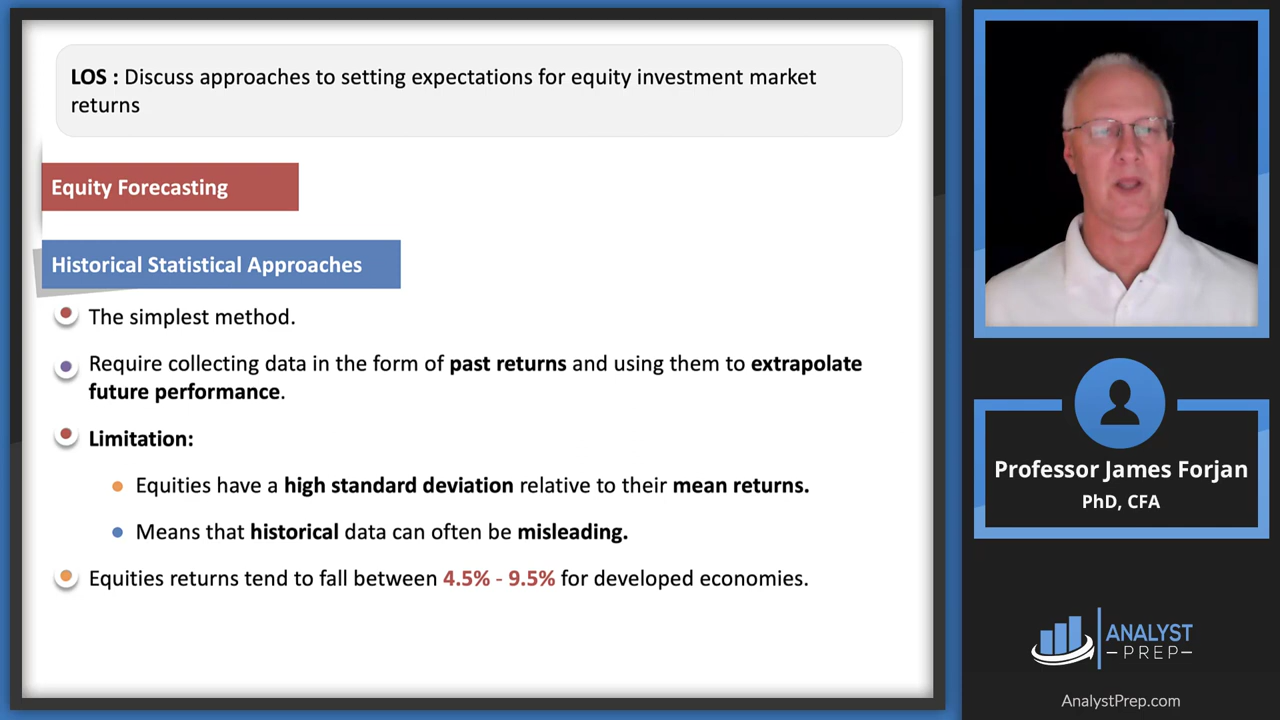 LOS : Discuss approaches to setting expectations for equity investment market
returns
Equity Forecasting
Historical Statistical Approaches
The simplest method.
Require collecting data in the form of past returns and using them to extrapolate
future performance.
Limitation:
Equities have a high standard deviation relative to their mean returns.
Means that historical data can often be misleading.
Equities returns tend to fall between 4.5% - 9.5% for developed economies.
Professor James Forjan
PhD, CFA
ANALYST
PREP
AnalystPrep.com